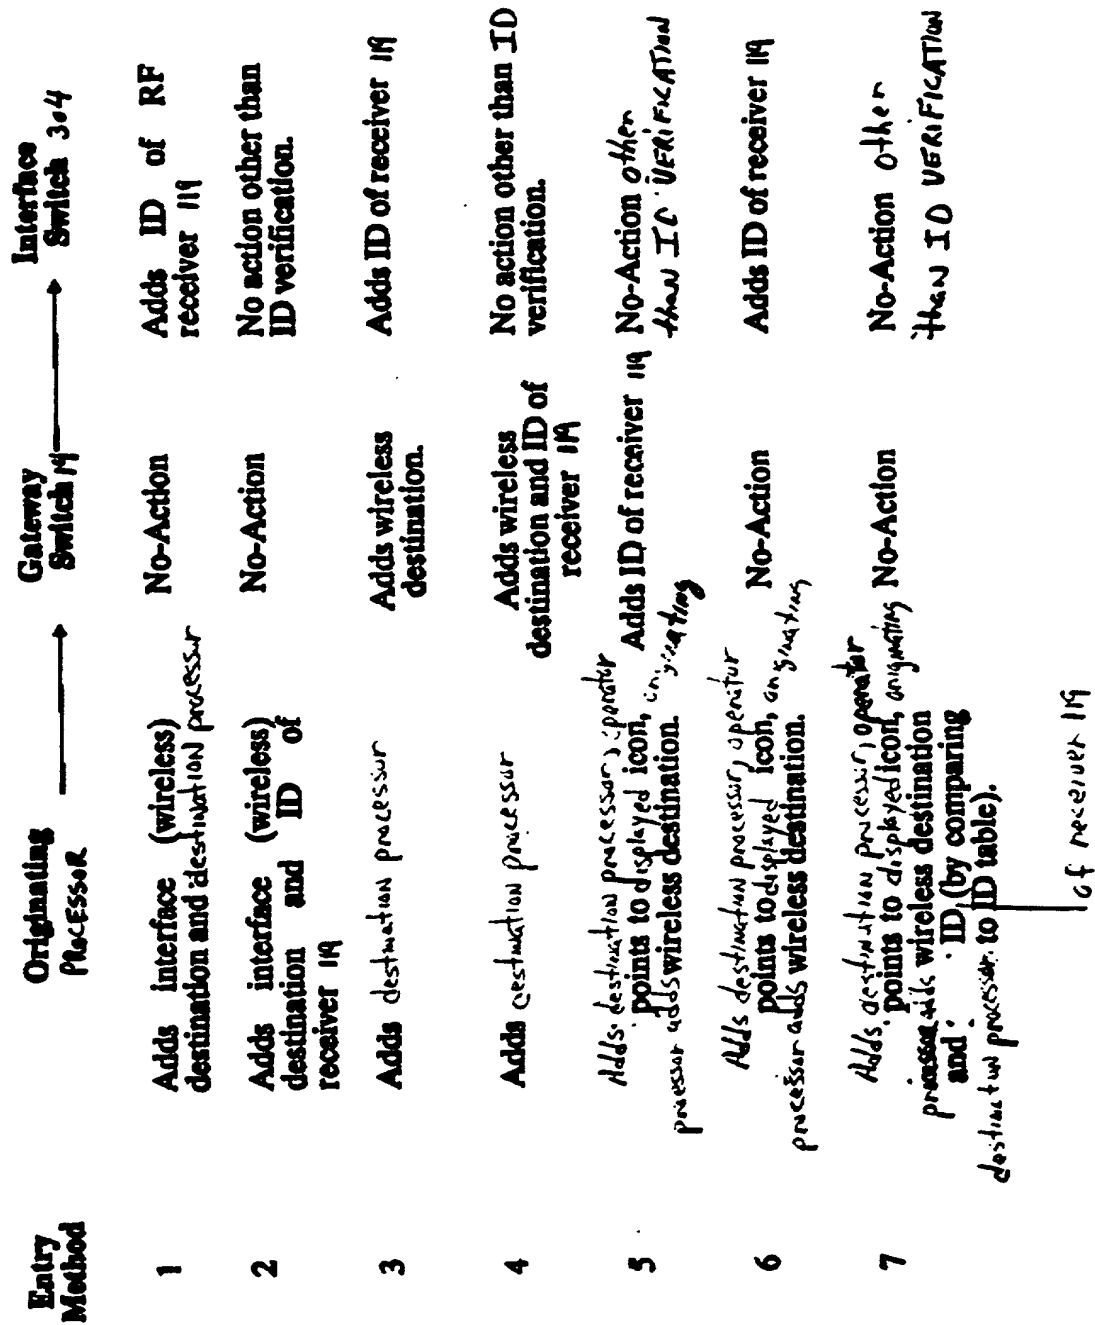 Entry Method
Originating PROCESSOR
Gateway Switch 19
Interface Switch 304
1
Adds interface (wireless)
destination and destination processor
No-Action
Adds ID of RF
receiver 119
2
Adds interface (wireless)
destination and ID of
receiver 119
No-Action
No action other than
ID verification.
3
Adds destination processor
Adds wireless
destination.
Adds ID of receiver 119
4
Adds destination processor
Adds wireless
destination and ID of
receiver 119
No action other than ID
verification.
5
Adds destination processor, operator
points to displayed icon, originating
processor adds wireless destination.
Adds ID of receiver 119
No-Action other
than ID VERIFICATION
6
Adds destination processor, operator
points to displayed icon, originating
processor adds wireless destination.
No-Action
Adds ID of receiver 119
7
Adds destination processor, operator
points to displayed icon, originating
processor adds wireless destination
and ID (by comparing
destination processor to ID table).
of receiver 119
No-Action
No-Action other
than ID VERIFICATION